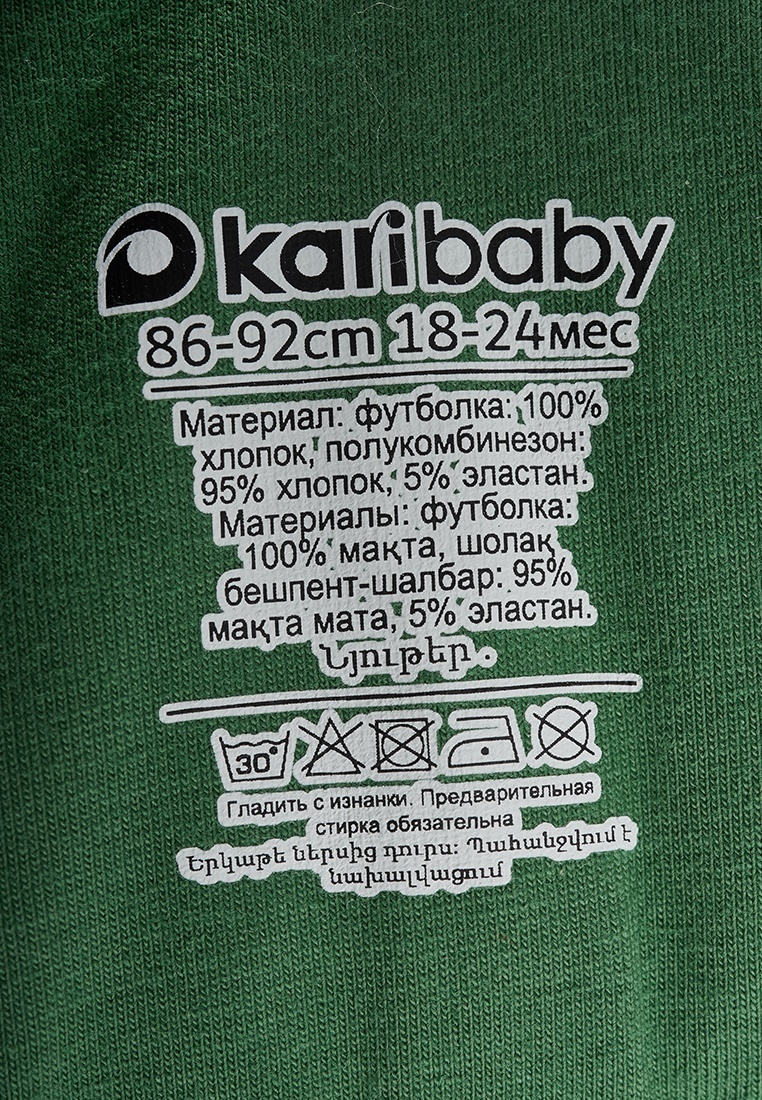 karibaby
86-92cm 18-24мес
Материал: футболка: 100%
хлопок, полукомбинезон:
95% хлопок, 5% эластан.
Материалы: футболка:
100% мақта, шолақ
бешпент-шалбар: 95%
мақта мата, 5% эластан.
Նյութեր .
30°
Гладить с изнанки. Предварительная
стирка обязательна
Երկաթե ներսից դուրս: Պահանջվում է
նախալվացում